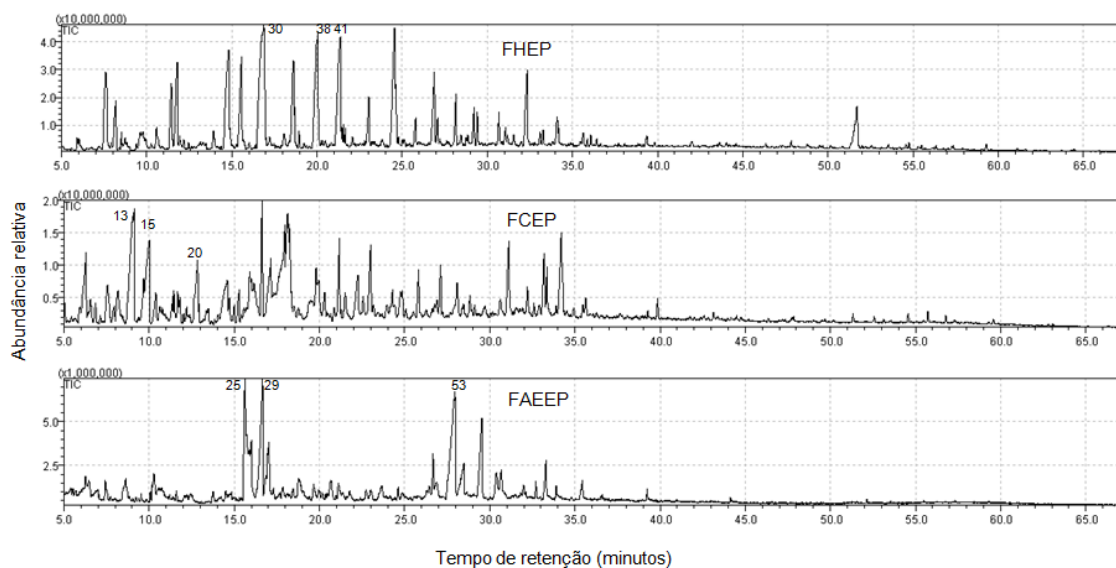 (x10,000,000)
TIC
30
38 41
FHEP
4.0
3.0
2.0
1.0
5.0 10.0 15.0 20.0 25.0 30.0 35.0 40.0 45.0 50.0 55.0 60.0 65.0
(x10,000,000)
2.0
TIC
13
15
20
FCEP
1.5
1.0
0.5
5.0 10.0 15.0 20.0 25.0 30.0 35.0 40.0 45.0 50.0 55.0 60.0 65.0
Abundância relativa
(x1,000,000)
TIC
25
29
53
FAEEP
5.0
2.5
5.0 10.0 15.0 20.0 25.0 30.0 35.0 40.0 45.0 50.0 55.0 60.0 65.0
Tempo de retenção (minutos)